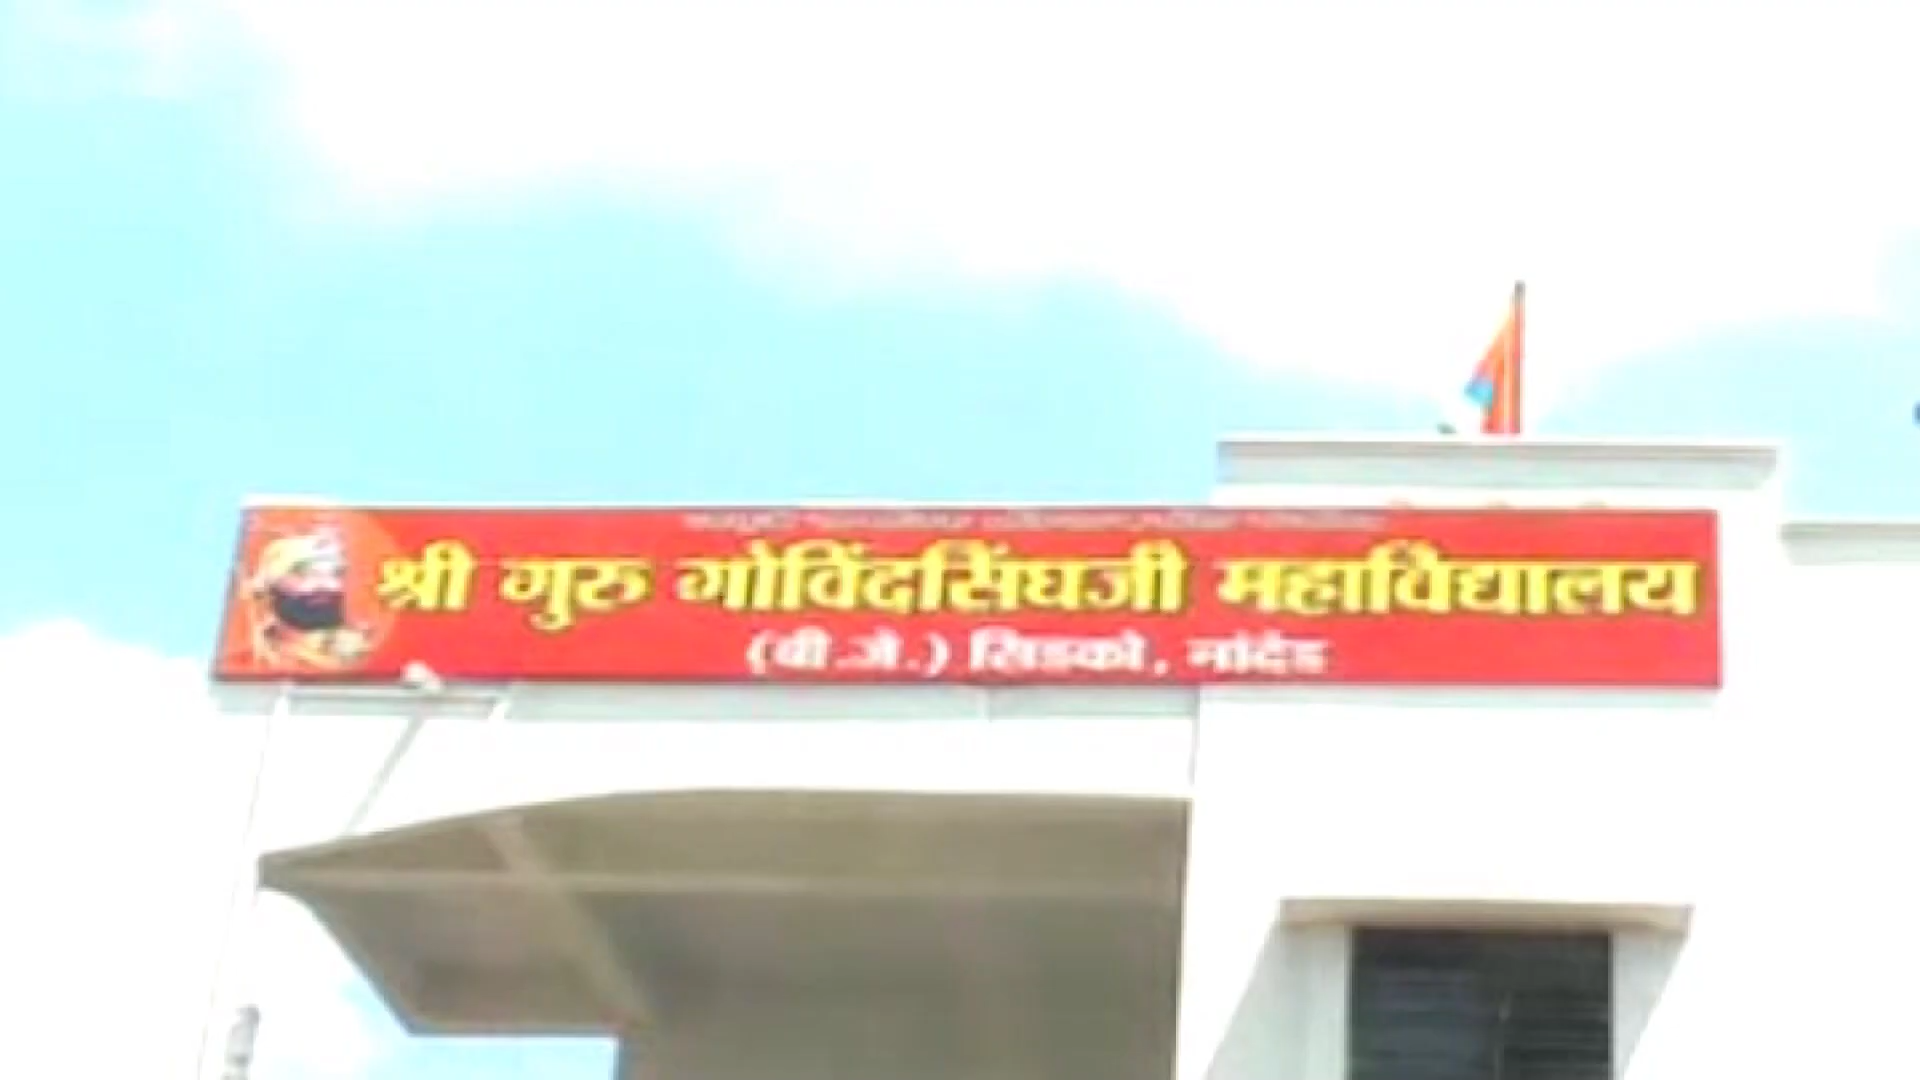 श्री गुरु गोविंदसिंघजी महाविद्यालय
(बी.जे.) सिडको, नांदेड